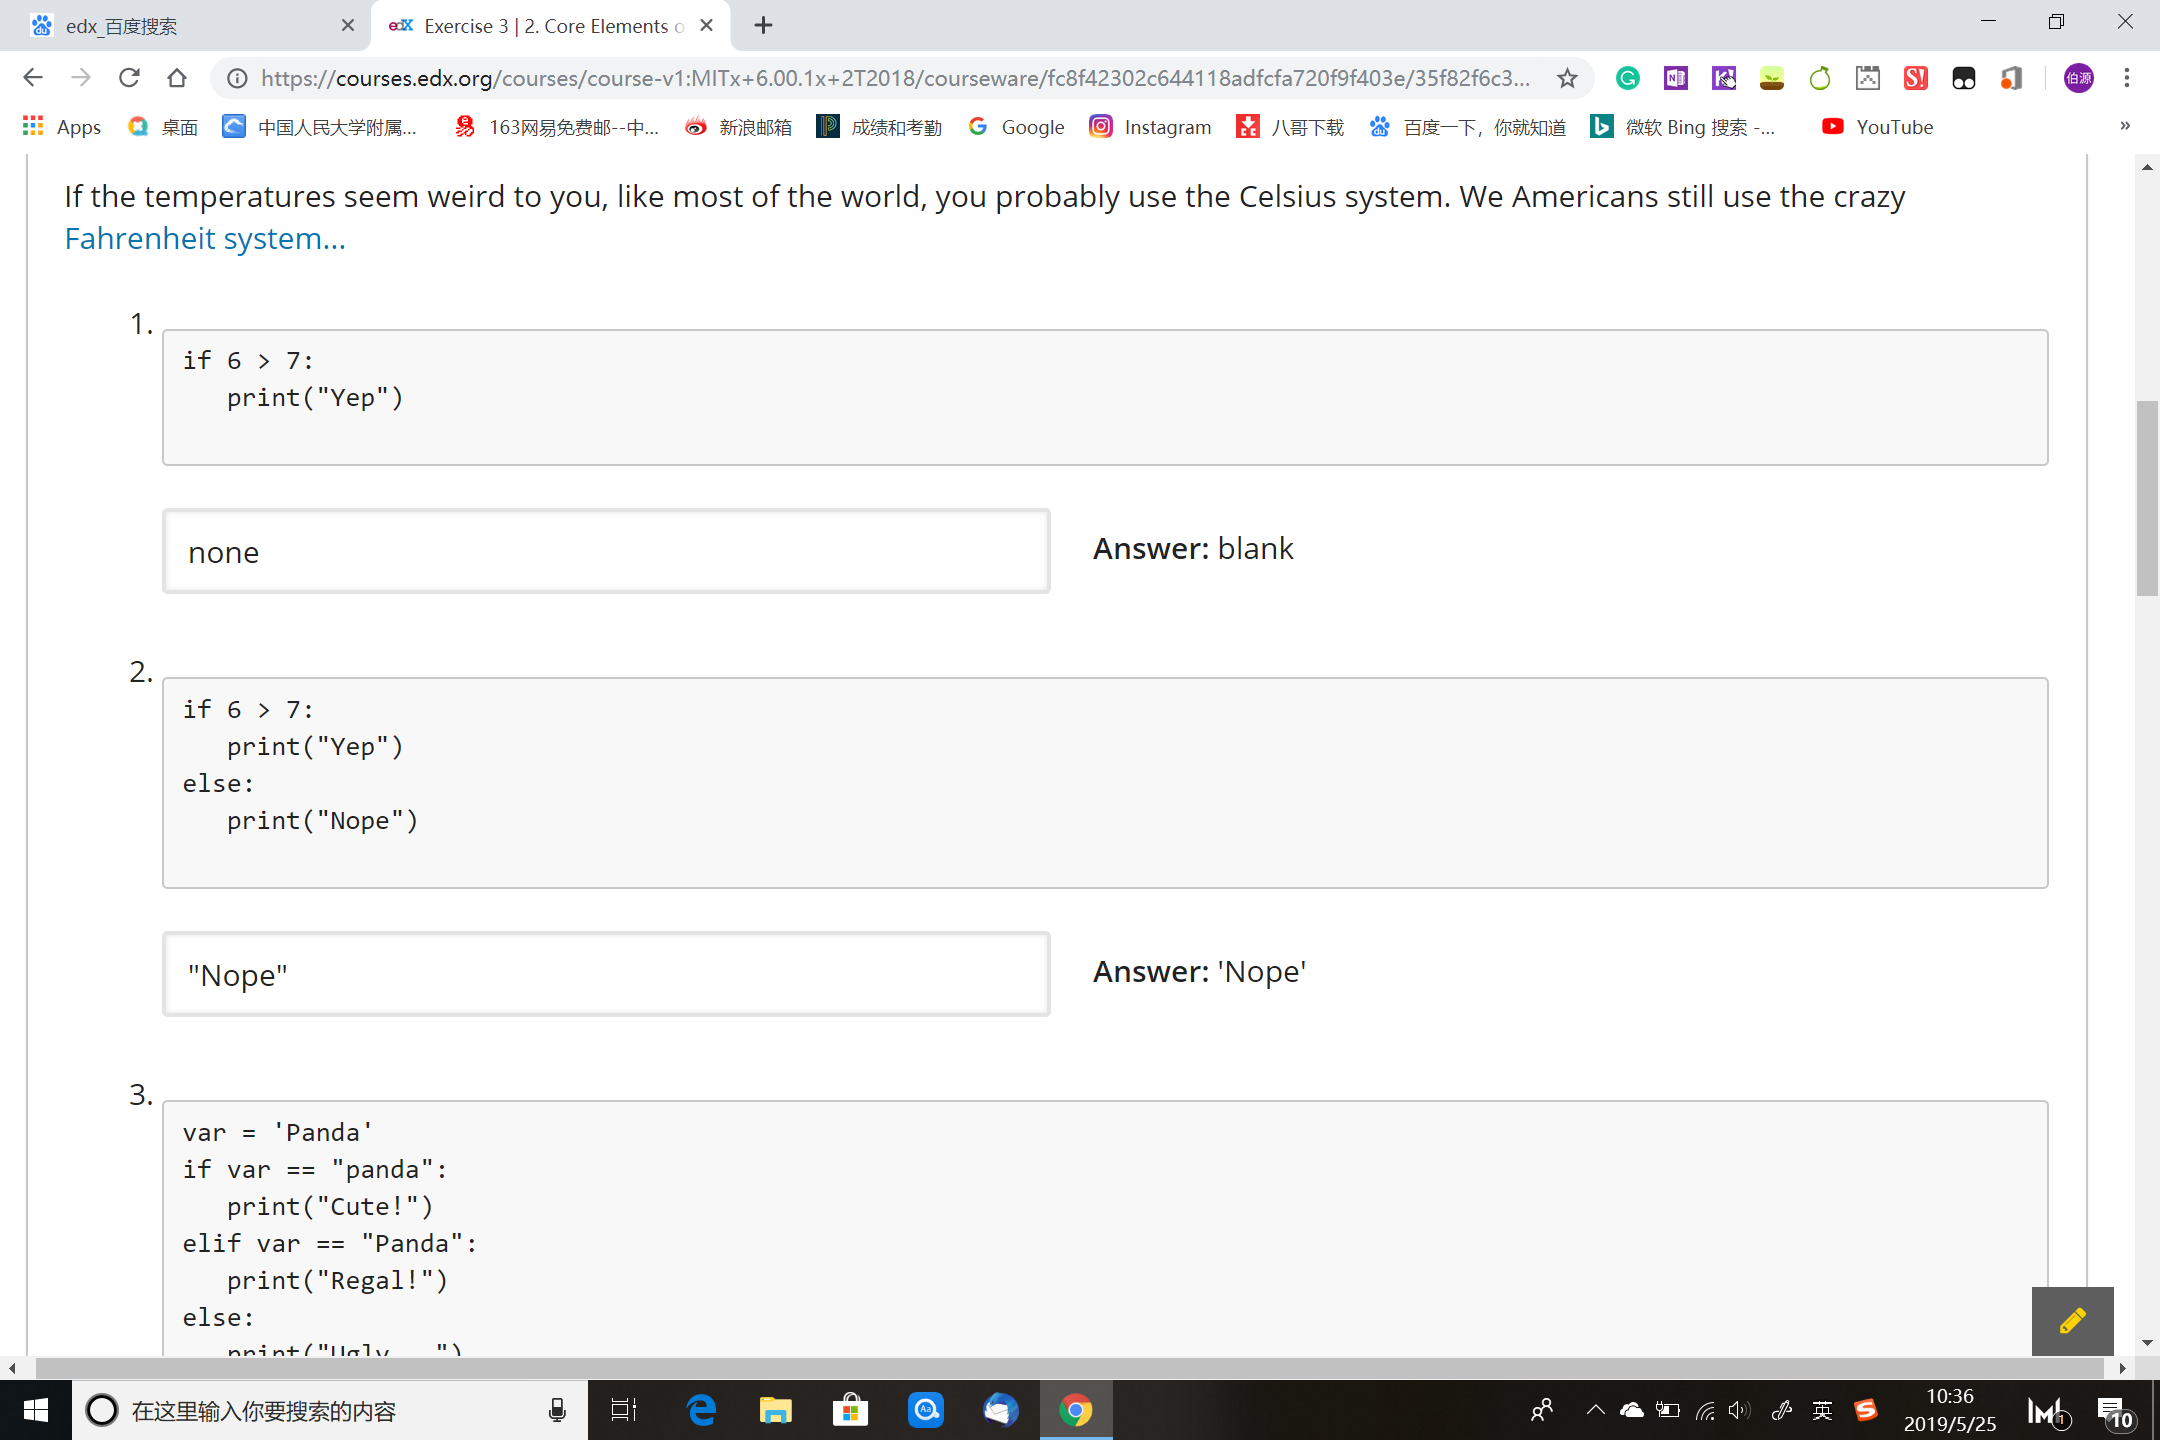 edx_百度搜索
edX Exercise 3 | 2. Core Elements o
https://courses.edx.org/courses/course-v1:MITx+6.00.1x+2T2018/courseware/fc8f42302c644118adfcfa720f9f403e/35f82f6c3...
伯源
Apps 桌面 中国人民大学附属... 163网易免费邮--中... 新浪邮箱 成绩和考勤 Google Instagram 八哥下载 百度一下，你就知道 微软 Bing 搜索 -... YouTube »
If the temperatures seem weird to you, like most of the world, you probably use the Celsius system. We Americans still use the crazy
Fahrenheit system...
1.
if 6 > 7:
   print("Yep")
none
Answer: blank
2.
if 6 > 7:
   print("Yep")
else:
   print("Nope")
"Nope"
Answer: 'Nope'
3.
var = 'Panda'
if var == "panda":
   print("Cute!")
elif var == "Panda":
   print("Regal!")
else:
   print("Ugly...")
在这里输入你要搜索的内容
英
10:36
2019/5/25
1
10